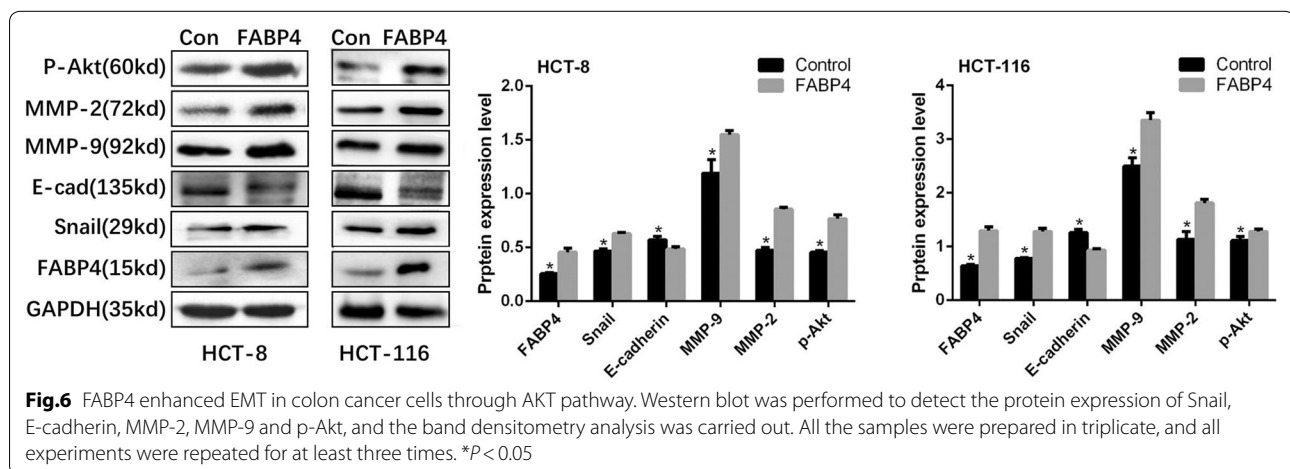 Con FABP4 Con FABP4
P-Akt(60kd)
MMP-2(72kd)
MMP-9(92kd)
E-cad(135kd)
Snail(29kd)
FABP4(15kd)
GAPDH(35kd)
HCT-8 HCT-116
HCT-8
Control
FABP4
Prptein expression level
2.0
1.5
1.0
0.5
0.0
* * * * * *
FABP4 Snail E-cadherin MMP-9 MMP-2 p-Akt
HCT-116
Control
FABP4
Prptein expression level
6
4
2
0
* * * * * *
FABP4 Snail E-cadherin MMP-9 MMP-2 p-Akt
Fig.6 FABP4 enhanced EMT in colon cancer cells through AKT pathway. Western blot was performed to detect the protein expression of Snail,
E-cadherin, MMP-2, MMP-9 and p-Akt, and the band densitometry analysis was carried out. All the samples were prepared in triplicate, and all
experiments were repeated for at least three times. *P < 0.05